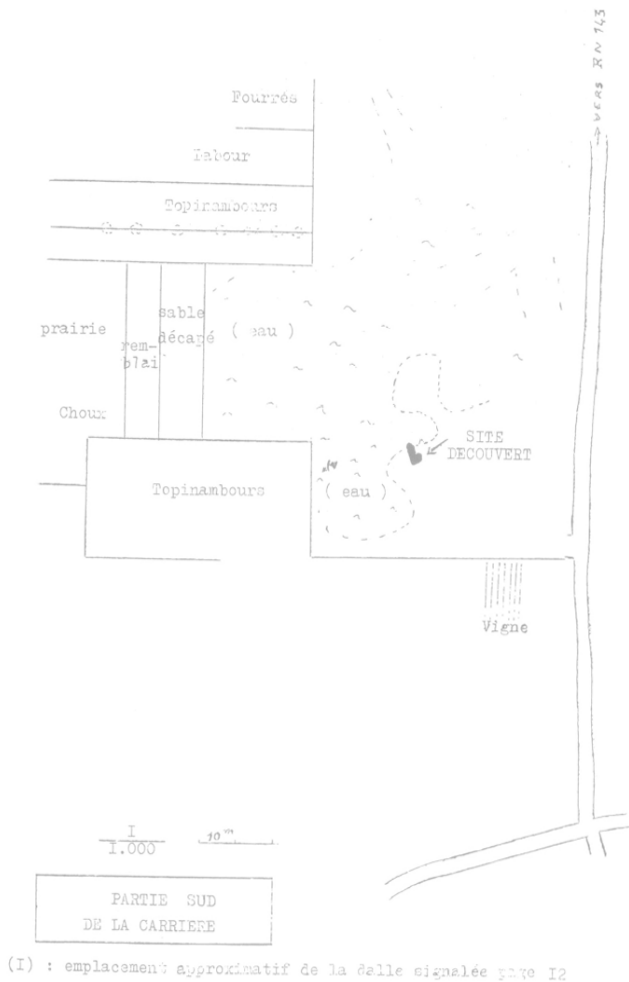 → VERS RN 143
Fourrés
Labour
Topinambours
prairie
rem-
blai
sable
décapé
( eau )
Choux
SITE
DECOUVERT
Topinambours
( eau )
Vigne
I
I.000
10 m
PARTIE SUD
DE LA CARRIERE
(I) : emplacement approximatif de la dalle signalée page I2